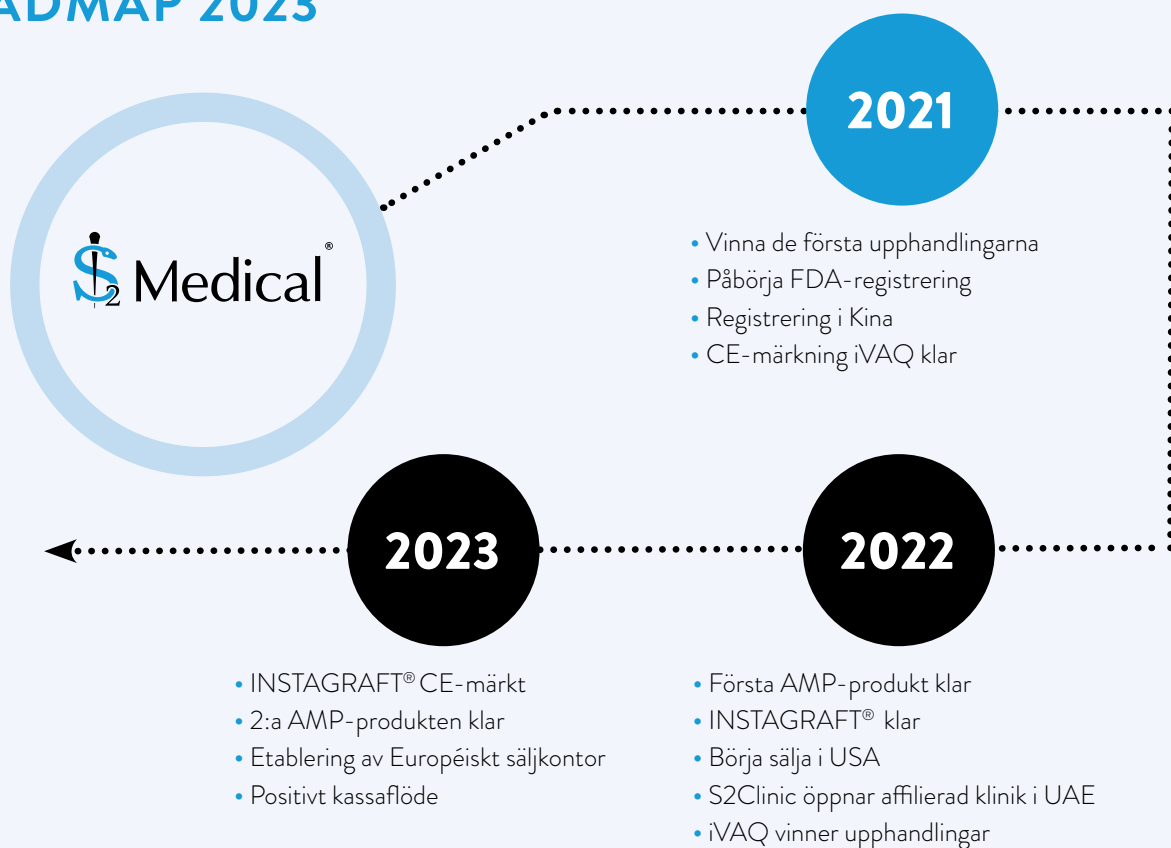 ADMAP 2023
S2 Medical®
2021
• Vinna de första upphandlingarna
• Påbörja FDA-registrering
• Registrering i Kina
• CE-märkning iVAQ klar
2022
• Första AMP-produkt klar
• INSTAGRAFT® klar
• Börja sälja i USA
• S2Clinic öppnar affilierad klinik i UAE
• iVAQ vinner upphandlingar
2023
• INSTAGRAFT® CE-märkt
• 2:a AMP-produkten klar
• Etablering av Européiskt säljkontor
• Positivt kassaflöde